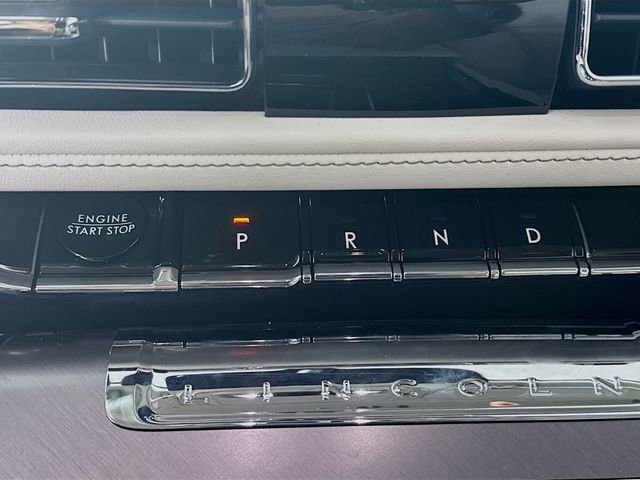 ENGINE
START STOP
P R N D
LINCOLN